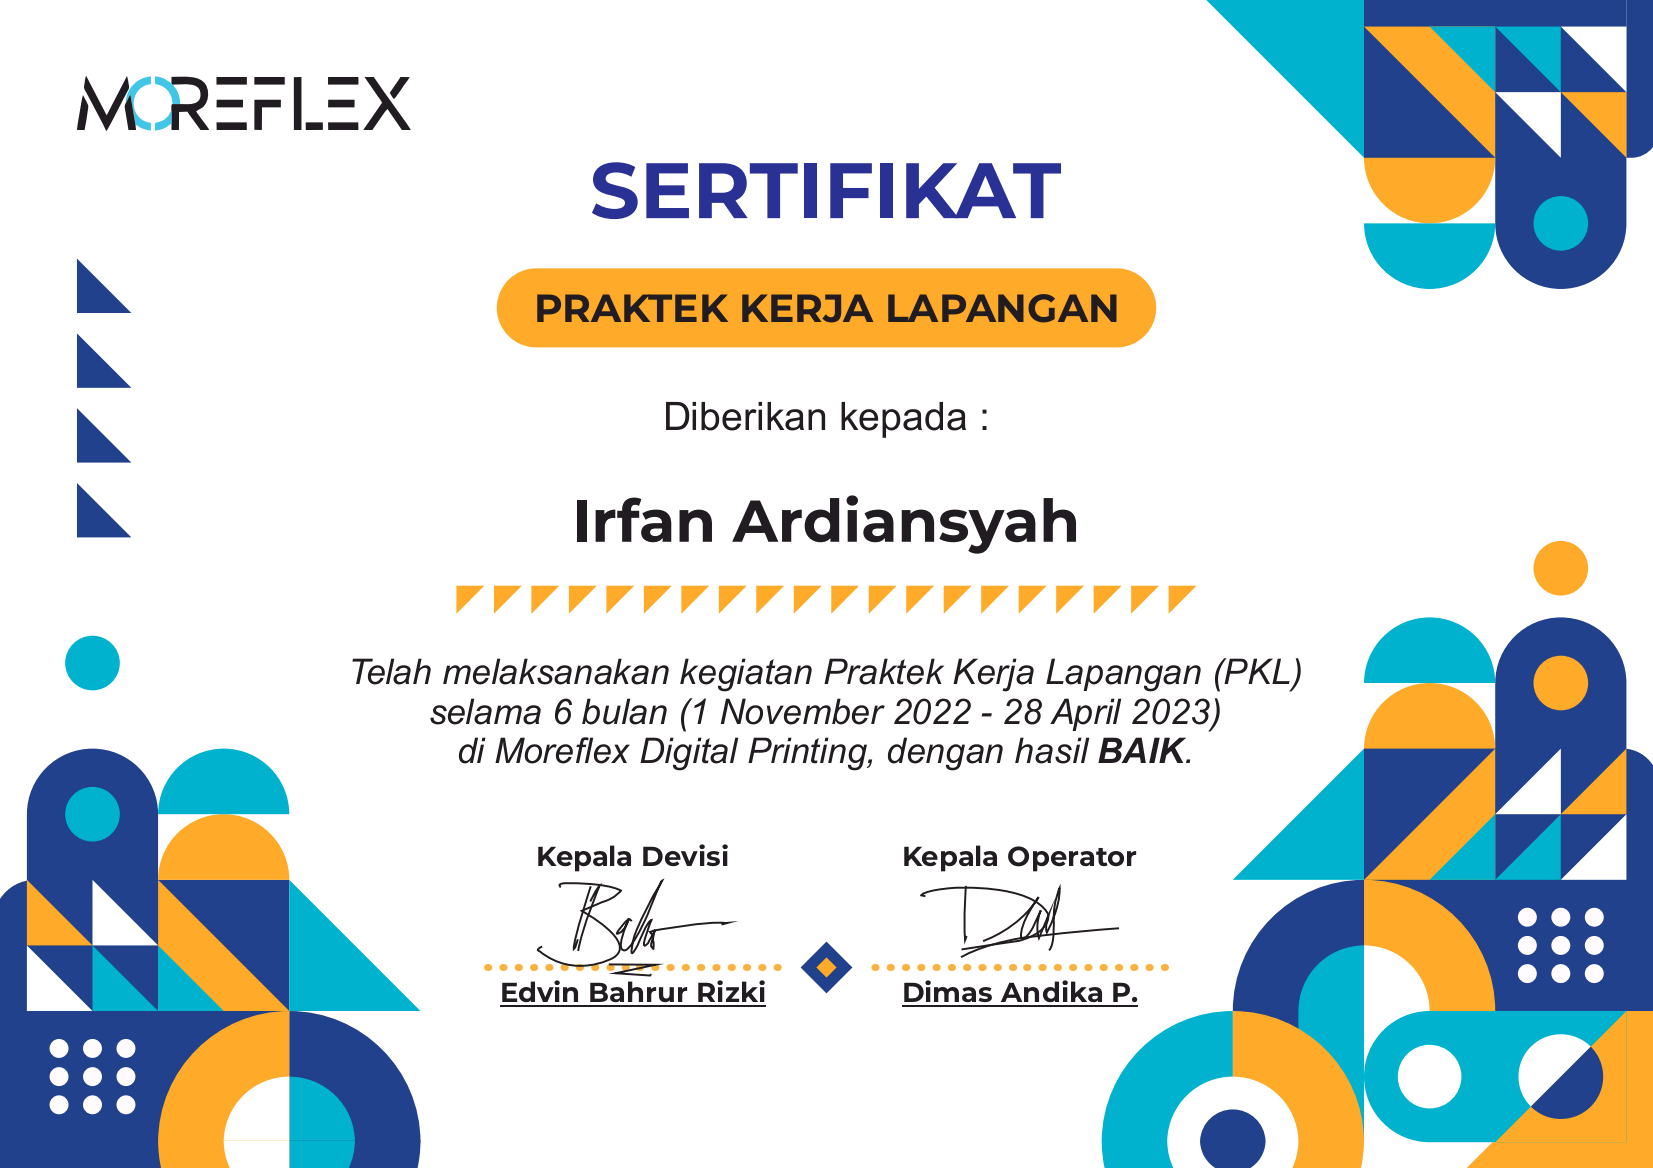 MOREFLEX
SERTIFIKAT
PRAKTEK KERJA LAPANGAN
Diberikan kepada :
Irfan Ardiansyah
Telah melaksanakan kegiatan Praktek Kerja Lapangan (PKL)
selama 6 bulan (1 November 2022 - 28 April 2023)
di Moreflex Digital Printing, dengan hasil BAIK.
Kepala Devisi
Kepala Operator
Edvin Bahrur Rizki
Dimas Andika P.